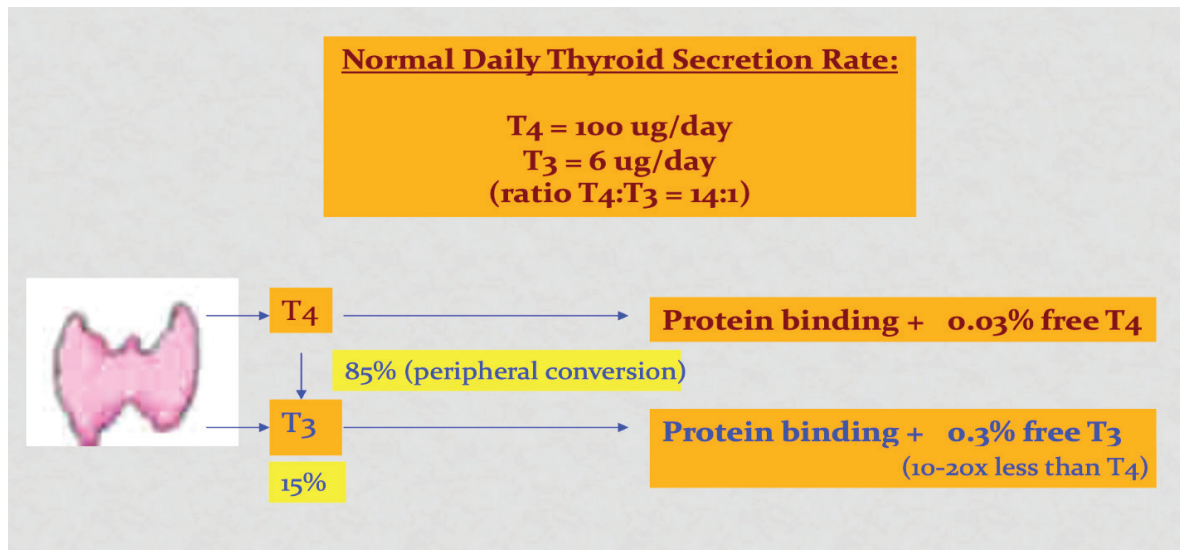 Normal Daily Thyroid Secretion Rate:
T4 = 100 ug/day
T3 = 6 ug/day
(ratio T4:T3 = 14:1)
T4
Protein binding + 0.03% free T4
85% (peripheral conversion)
T3
Protein binding + 0.3% free T3
(10-20x less than T4)
15%